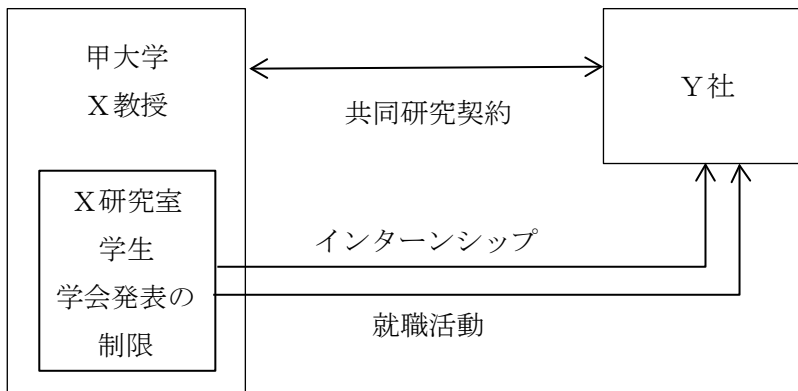 甲大学
X教授
共同研究契約
Y社
X研究室
学生
学会発表の
制限
インターンシップ
就職活動